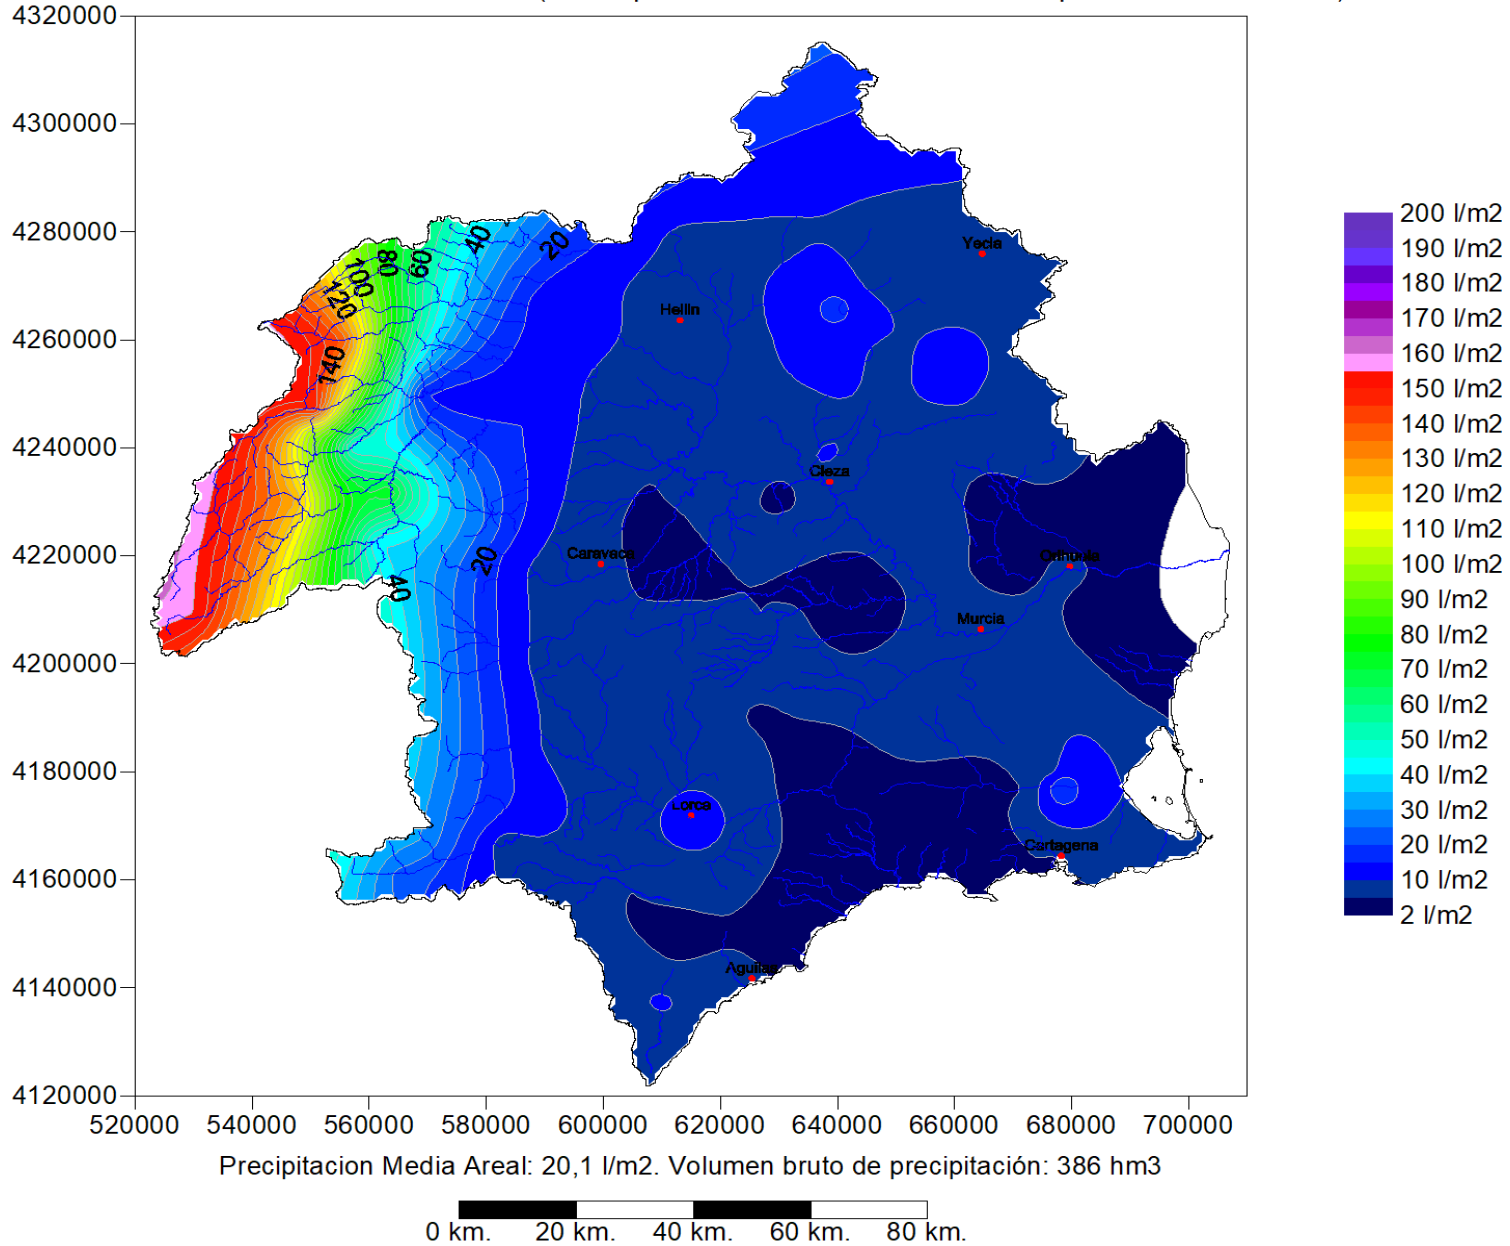 4320000
4300000
4280000
4260000
4240000
4220000
4200000
4180000
4160000
4140000
4120000
520000 540000 560000 580000 600000 620000 640000 660000 680000 700000
20
40
60
80
100
120
140
20
40
Yecla
Hellin
Cieza
Caravaca
Orihuela
Murcia
Lorca
Cartagena
Aguilas
200 l/m2
190 l/m2
180 l/m2
170 l/m2
160 l/m2
150 l/m2
140 l/m2
130 l/m2
120 l/m2
110 l/m2
100 l/m2
90 l/m2
80 l/m2
70 l/m2
60 l/m2
50 l/m2
40 l/m2
30 l/m2
20 l/m2
10 l/m2
2 l/m2
Precipitacion Media Areal: 20,1 l/m2. Volumen bruto de precipitación: 386 hm3
0 km. 20 km. 40 km. 60 km. 80 km.